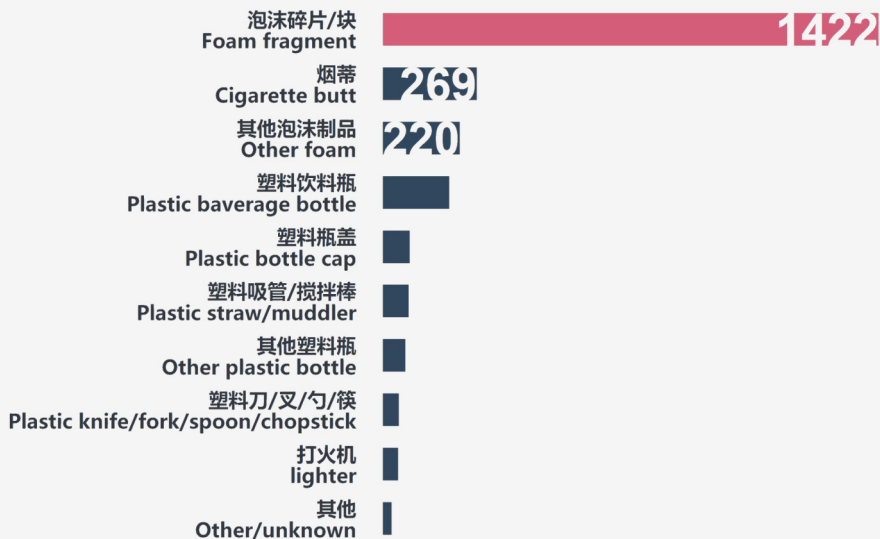 泡沫碎片/块
Foam fragment
1422
烟蒂
Cigarette butt
269
其他泡沫制品
Other foam
220
塑料饮料瓶
Plastic baverage bottle
塑料瓶盖
Plastic bottle cap
塑料吸管/搅拌棒
Plastic straw/muddler
其他塑料瓶
Other plastic bottle
塑料刀/叉/勺/筷
Plastic knife/fork/spoon/chopstick
打火机
lighter
其他
Other/unknown